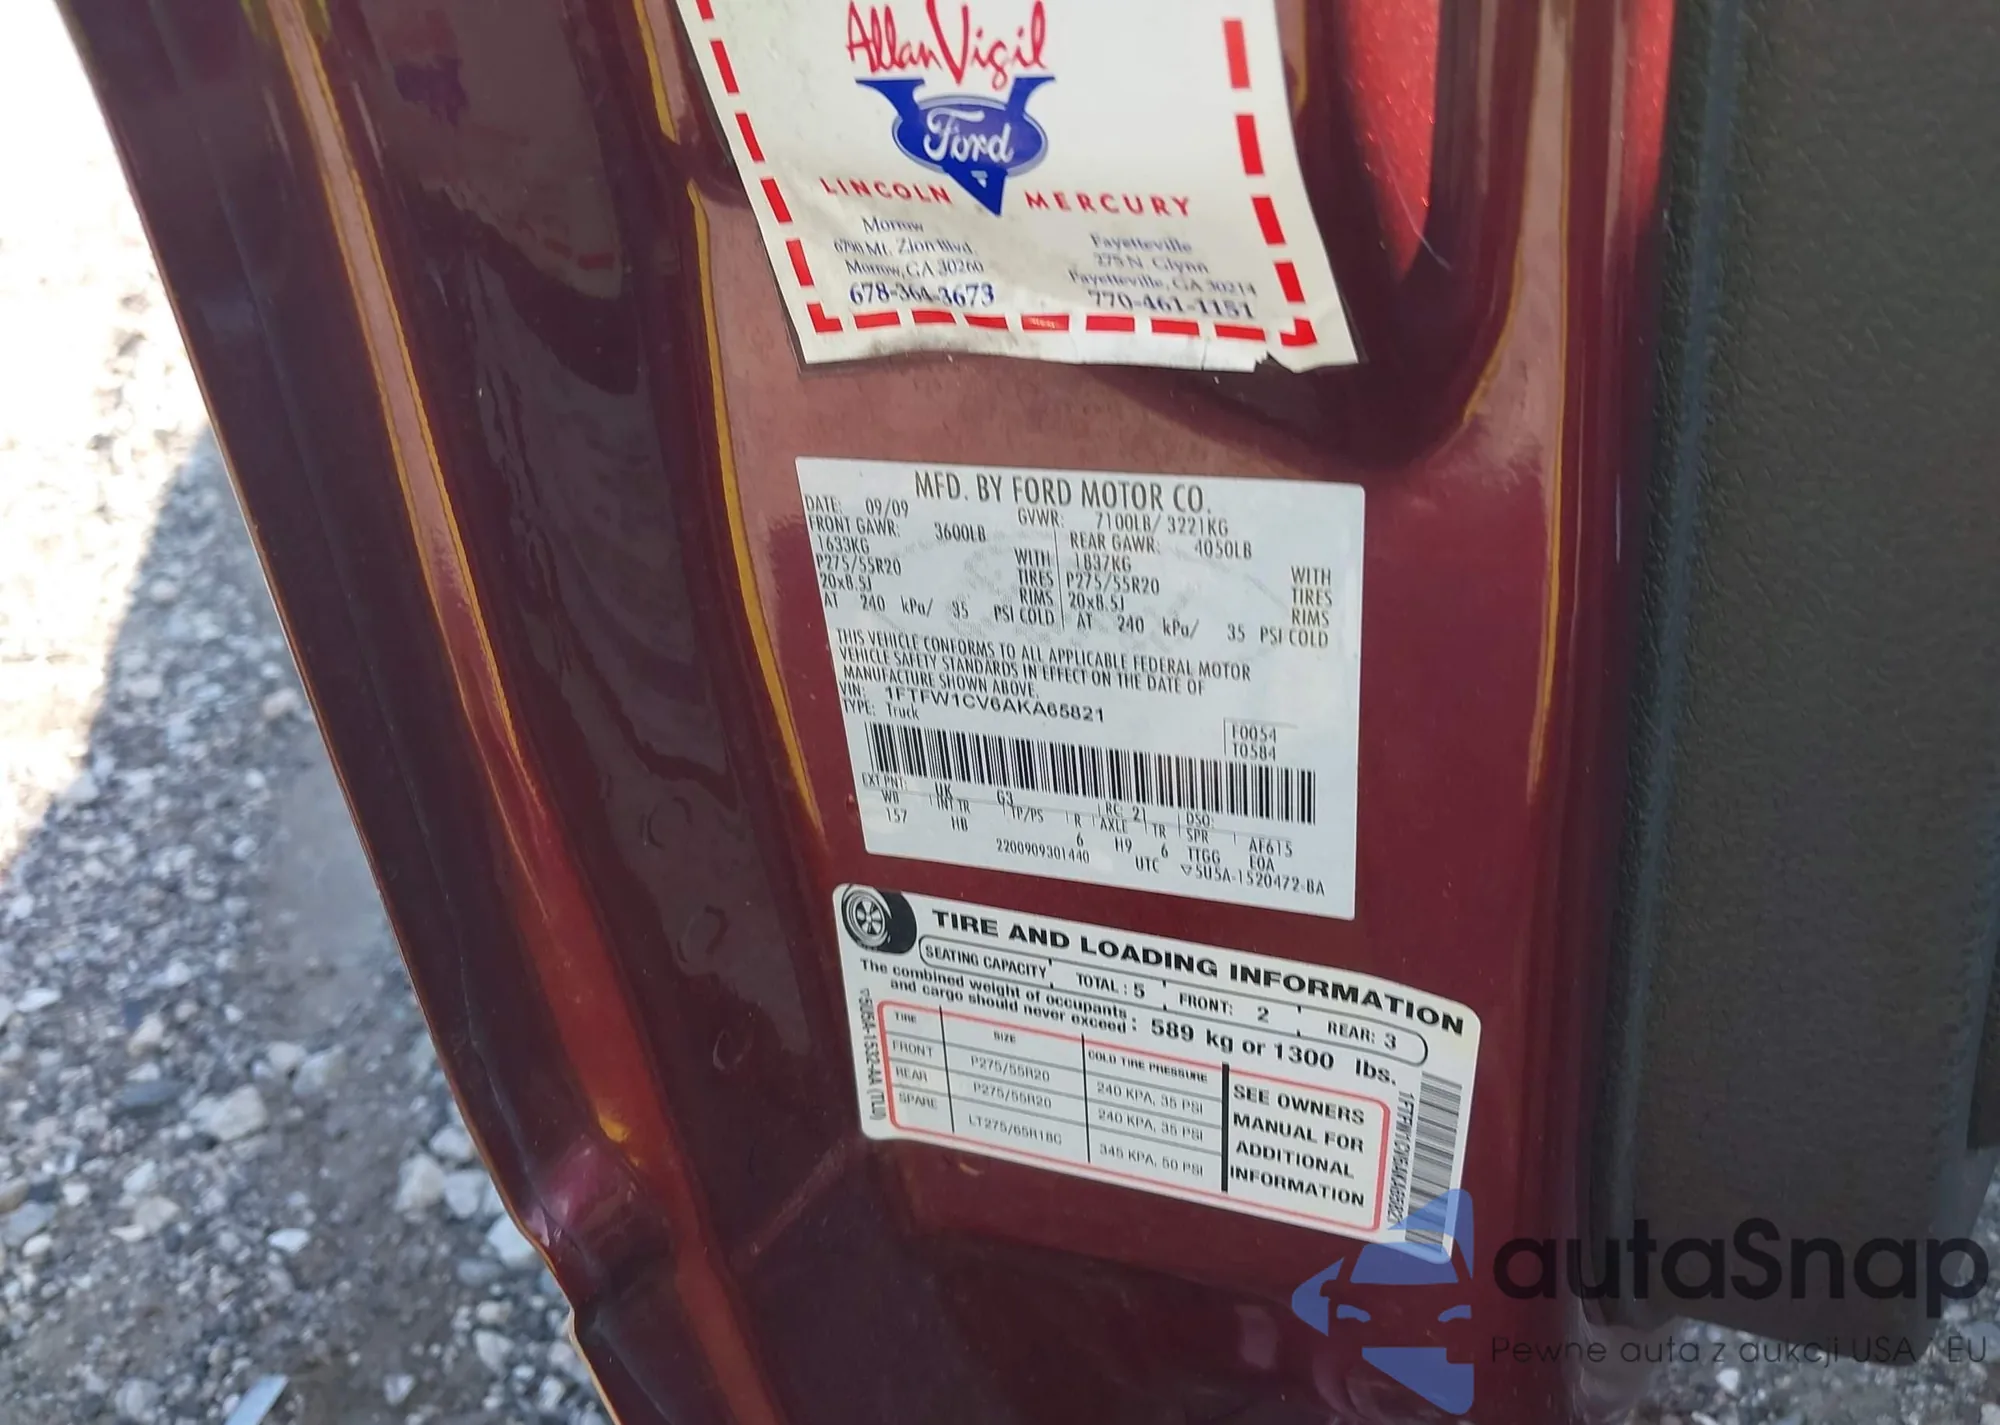 Allan Vigil
Ford
LINCOLN MERCURY
Morrow
6790 Mt. Zion Blvd.
Morrow, GA 30260
678-364-3673
Fayetteville
275 N. Glynn
Fayetteville, GA 30214
770-461-1151
MFD. BY FORD MOTOR CO.
DATE: 09/09 GVWR: 7100LB/ 3221KG
FRONT GAWR: 3600LB REAR GAWR: 4050LB
1633KG WITH 1837KG WITH
P275/55R20 TIRES P275/55R20 TIRES
20x8.5J RIMS 20x8.5J RIMS
AT 240 kPa/ 35 PSI COLD AT 240 kPa/ 35 PSI COLD
THIS VEHICLE CONFORMS TO ALL APPLICABLE FEDERAL MOTOR
VEHICLE SAFETY STANDARDS IN EFFECT ON THE DATE OF
MANUFACTURE SHOWN ABOVE.
VIN: 1FTFW1CV6AKA65821
TYPE: Truck
F0054
T0584
EXT PNT: UK G3 RC: 21 DSO:
WB INT TR TP/PS R AXLE TR SPR AF615
157 HB 6 H9 6 TTGG E0A
2200909301440 UTC ▽5U5A-1520472-BA
TIRE AND LOADING INFORMATION
SEATING CAPACITY TOTAL : 5 FRONT: 2 REAR: 3
The combined weight of occupants
and cargo should never exceed : 589 kg or 1300 lbs.
TIRE SIZE COLD TIRE PRESSURE
FRONT P275/55R20 240 KPA, 35 PSI
REAR P275/55R20 240 KPA, 35 PSI
SPARE LT275/65R18C 345 KPA, 50 PSI
SEE OWNERS
MANUAL FOR
ADDITIONAL
INFORMATION
▽5U5A-1532-AA (TLU)
1FTFW1CV6AKA65821
autaSnap
Pewne auta z aukcji USA i EU